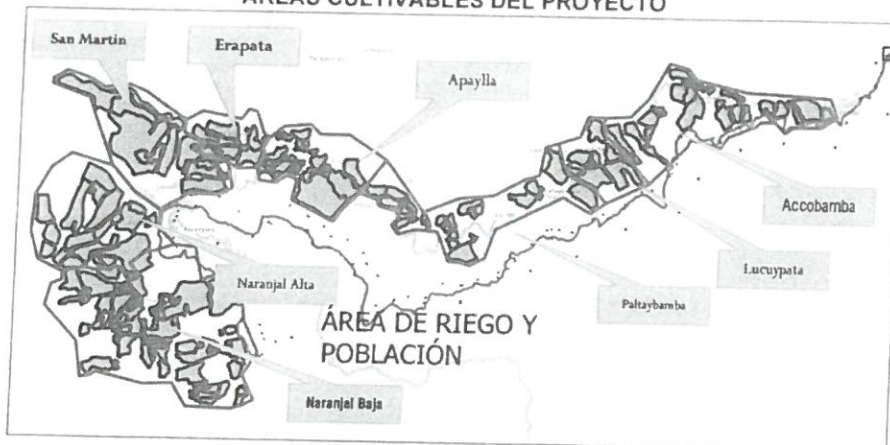 ÁREAS CULTIVABLES DEL PROYECTO
San Martin
Erapata
Apaylla
Accobamba
Lucuypata
Paltaybamba
Naranjal Alta
ÁREA DE RIEGO Y
POBLACIÓN
Naranjal Baja